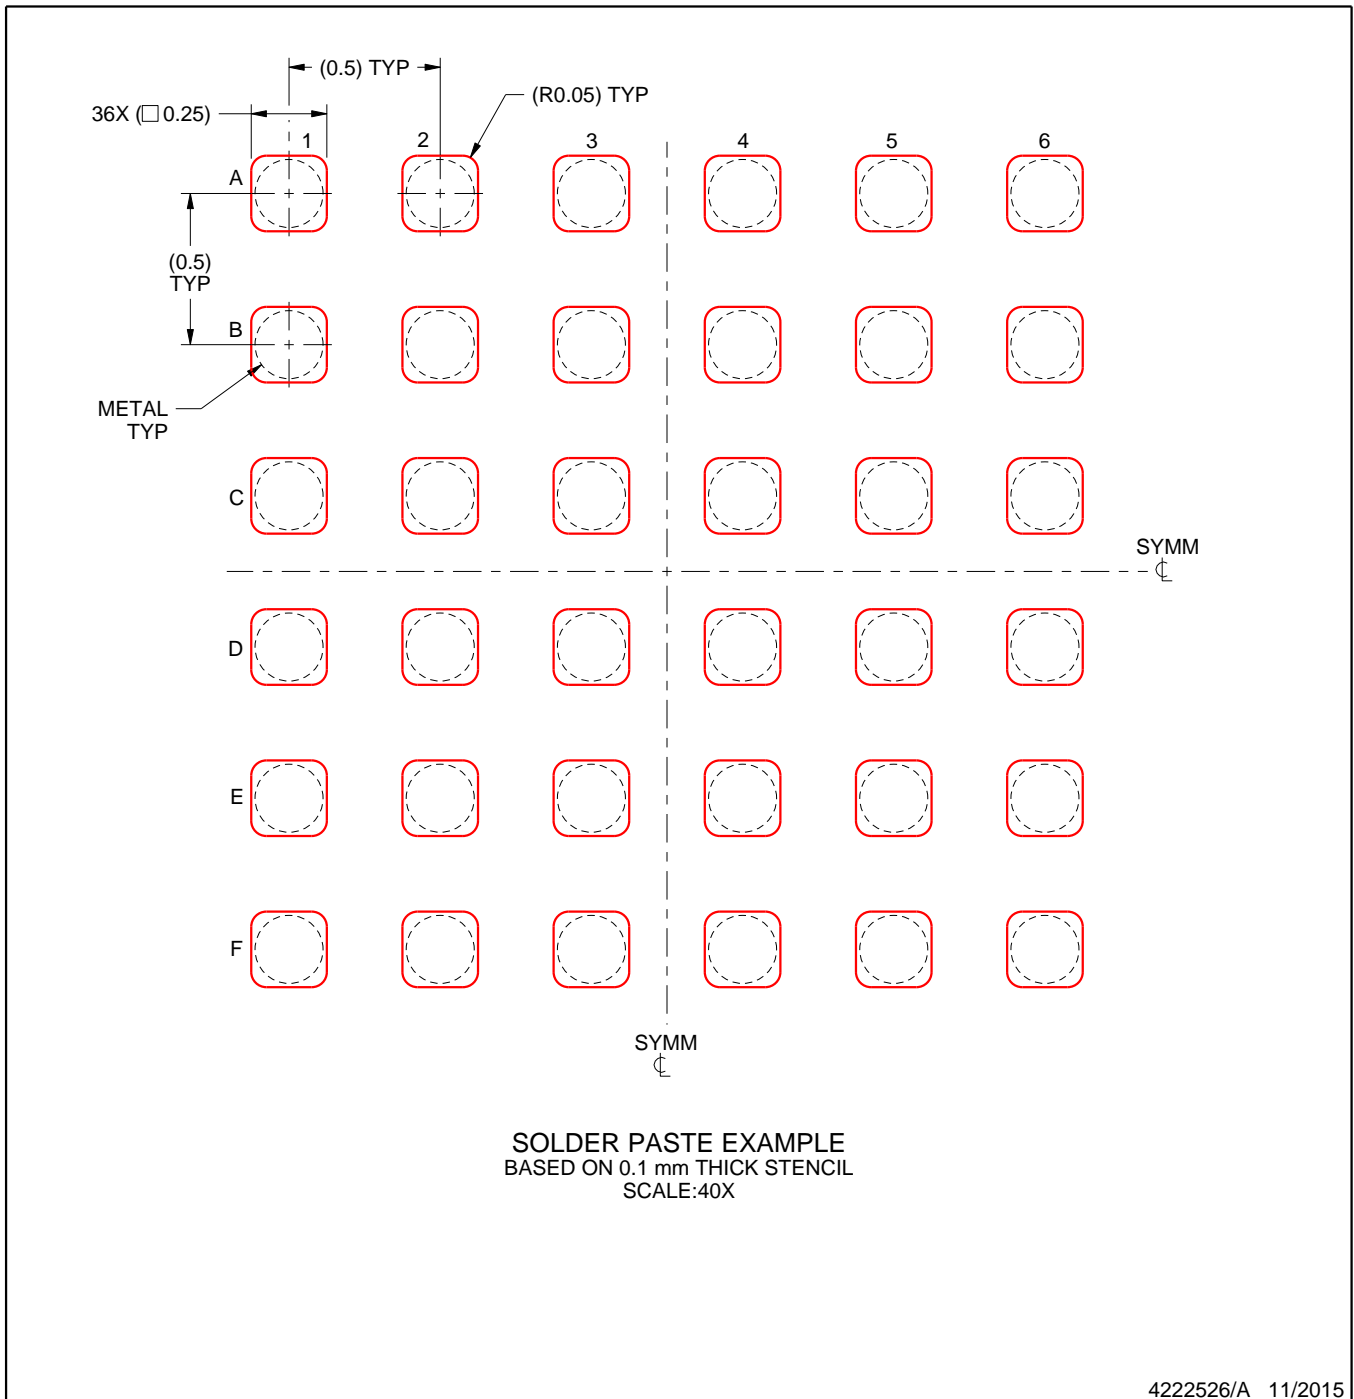 (0.5) TYP
(R0.05) TYP
36X (□ 0.25)
1 2 3 4 5 6
A
(0.5)
TYP
B
METAL
TYP
C
SYMM
℄
D
E
F
SYMM
℄
SOLDER PASTE EXAMPLE
BASED ON 0.1 mm THICK STENCIL
SCALE:40X
4222526/A 11/2015